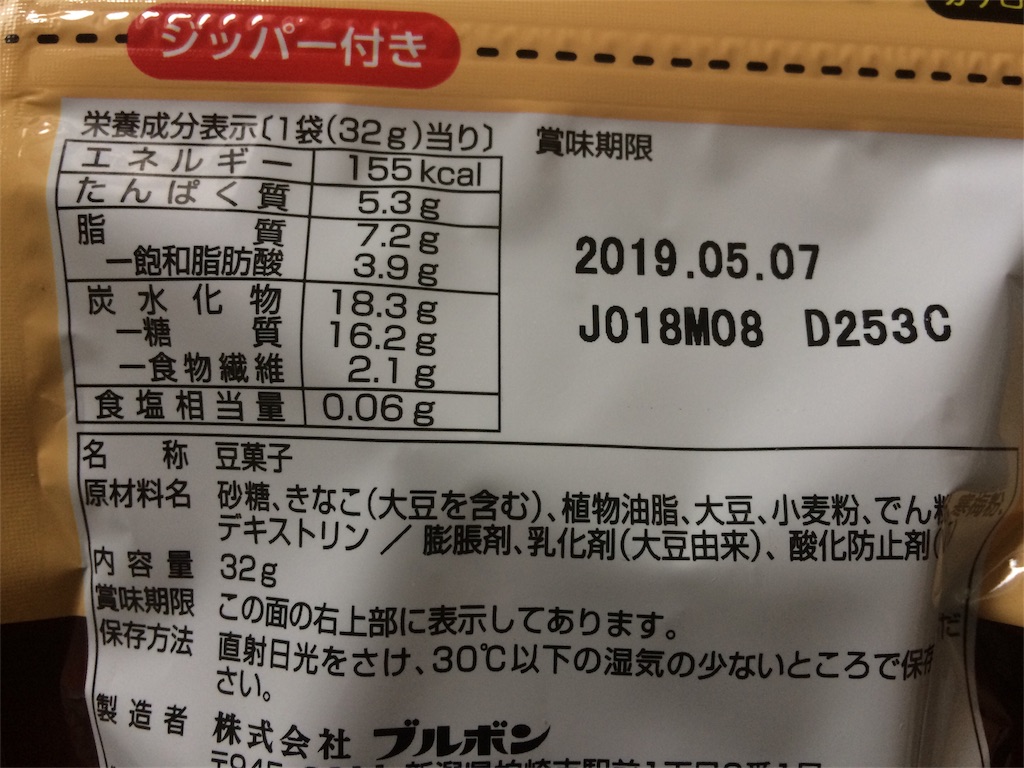 ジッパー付き
栄養成分表示〔1袋(32g)当り〕
エネルギー 155kcal
たんぱく質 5.3g
脂質 7.2g
―飽和脂肪酸 3.9g
炭水化物 18.3g
―糖質 16.2g
―食物繊維 2.1g
食塩相当量 0.06g
賞味期限
2019.05.07
J018M08 D253C
名称 豆菓子
原材料名 砂糖、きなこ(大豆を含む)、植物油脂、大豆、小麦粉、でん粉、寒梅粉、
デキストリン／膨脹剤、乳化剤(大豆由来)、酸化防止剤(
内容量 32g
賞味期限 この面の右上部に表示してあります。
保存方法 直射日光をさけ、30℃以下の湿気の少ないところで保存
だ
さい。
製造者 株式会社 ブルボン